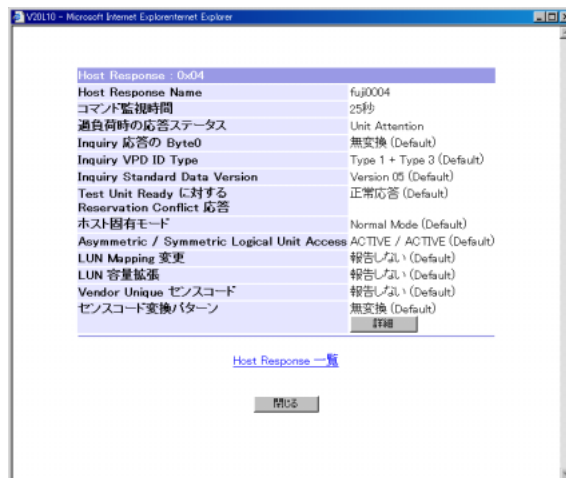 V20L10 - Microsoft Internet Explorenternet Explorer
Host Response : 0x04
Host Response Name fuji0004
コマンド監視時間 25秒
過負荷時の応答ステータス Unit Attention
Inquiry 応答の Byte0 無変換 (Default)
Inquiry VPD ID Type Type 1 + Type 3 (Default)
Inquiry Standard Data Version Version 05 (Default)
Test Unit Ready に対する 正常応答 (Default)
Reservation Conflict 応答
ホスト固有モード Normal Mode (Default)
Asymmetric / Symmetric Logical Unit Access ACTIVE / ACTIVE (Default)
LUN Mapping 変更 報告しない (Default)
LUN 容量拡張 報告しない (Default)
Vendor Unique センスコード 報告しない (Default)
センスコード変換パターン 無変換 (Default)
詳細
Host Response 一覧
閉じる